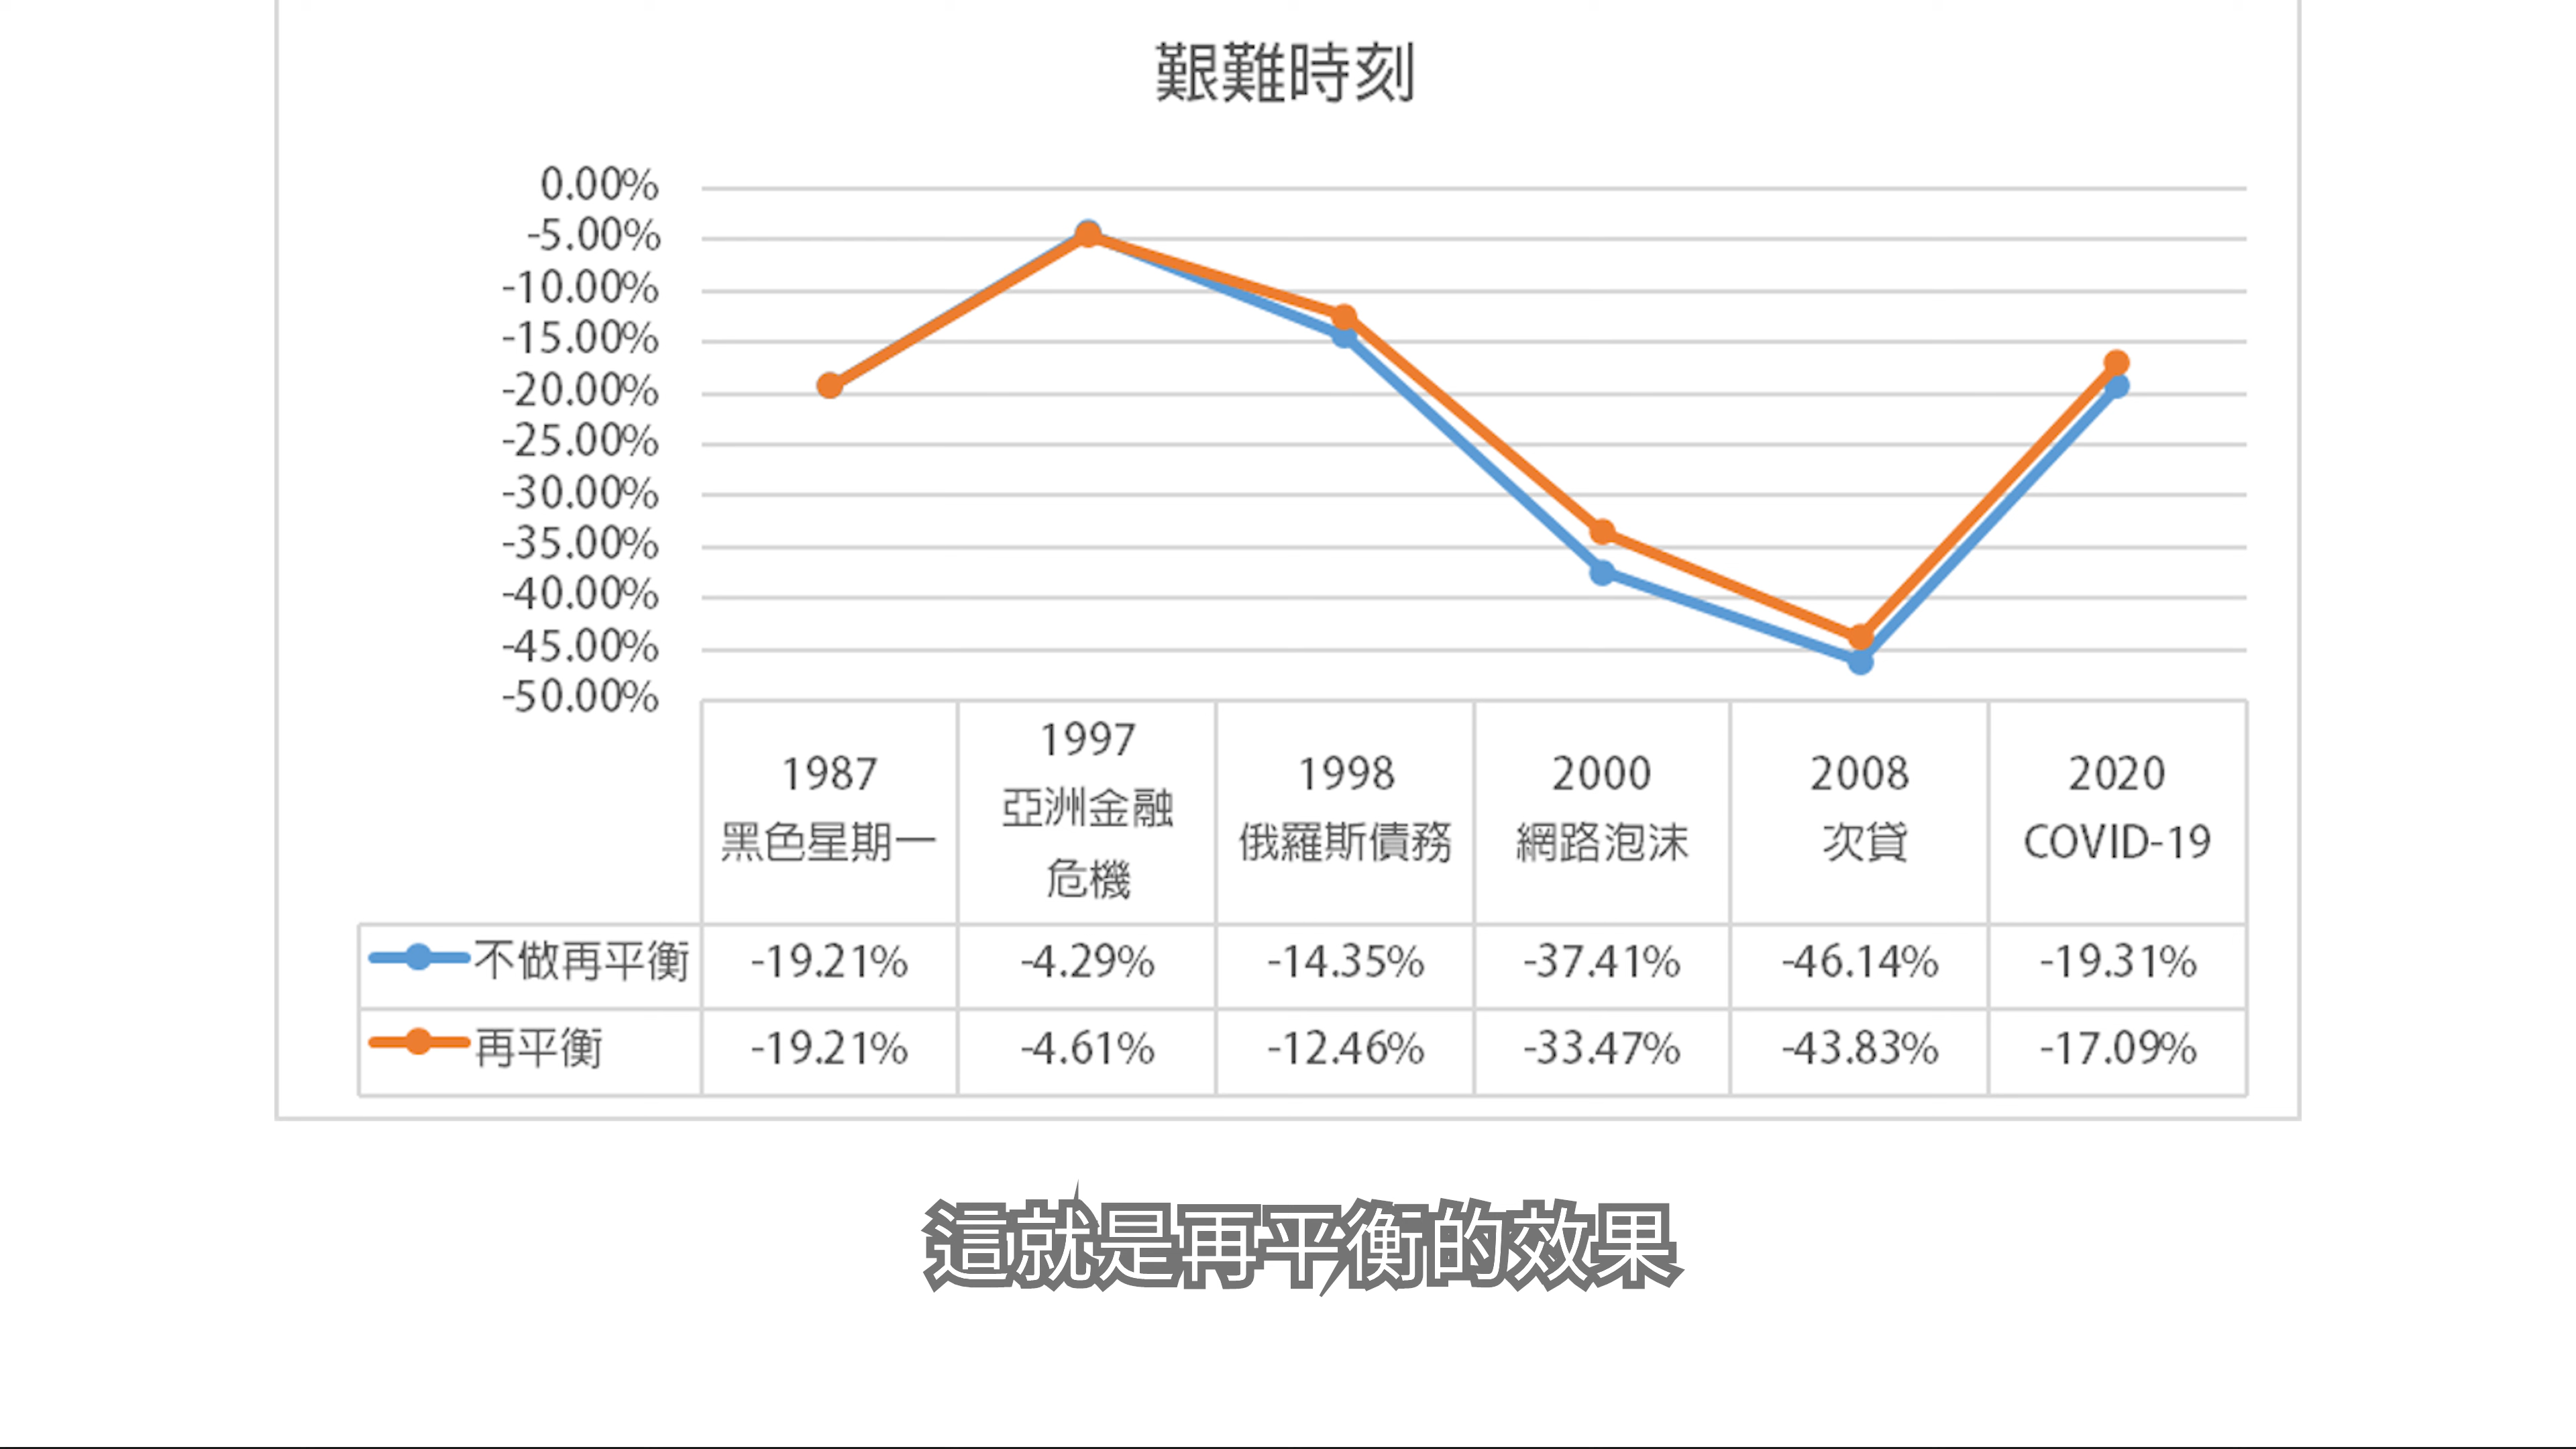 艱難時刻
0.00%
-5.00%
-10.00%
-15.00%
-20.00%
-25.00%
-30.00%
-35.00%
-40.00%
-45.00%
-50.00%
1987 黑色星期一
1997 亞洲金融危機
1998 俄羅斯債務
2000 網路泡沫
2008 次貸
2020 COVID-19
不做再平衡 -19.21% -4.29% -14.35% -37.41% -46.14% -19.31%
再平衡 -19.21% -4.61% -12.46% -33.47% -43.83% -17.09%
這就是再平衡的效果